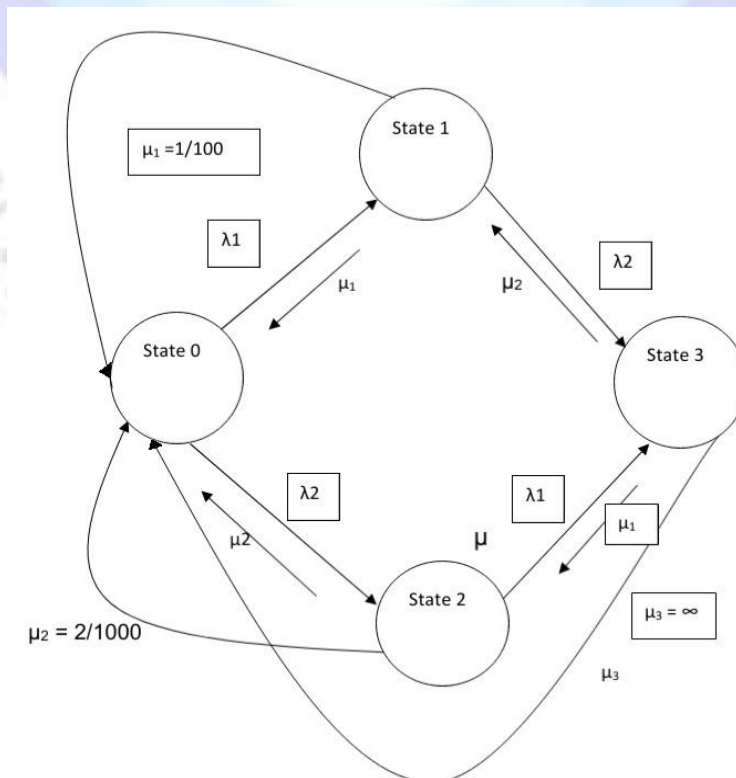 State 1
μ₁ =1/100
λ1
λ2
μ₁
μ₂
State 0
State 3
λ2
λ1
μ2
μ
μ₁
State 2
μ₃ = ∞
μ₂ = 2/1000
μ₃